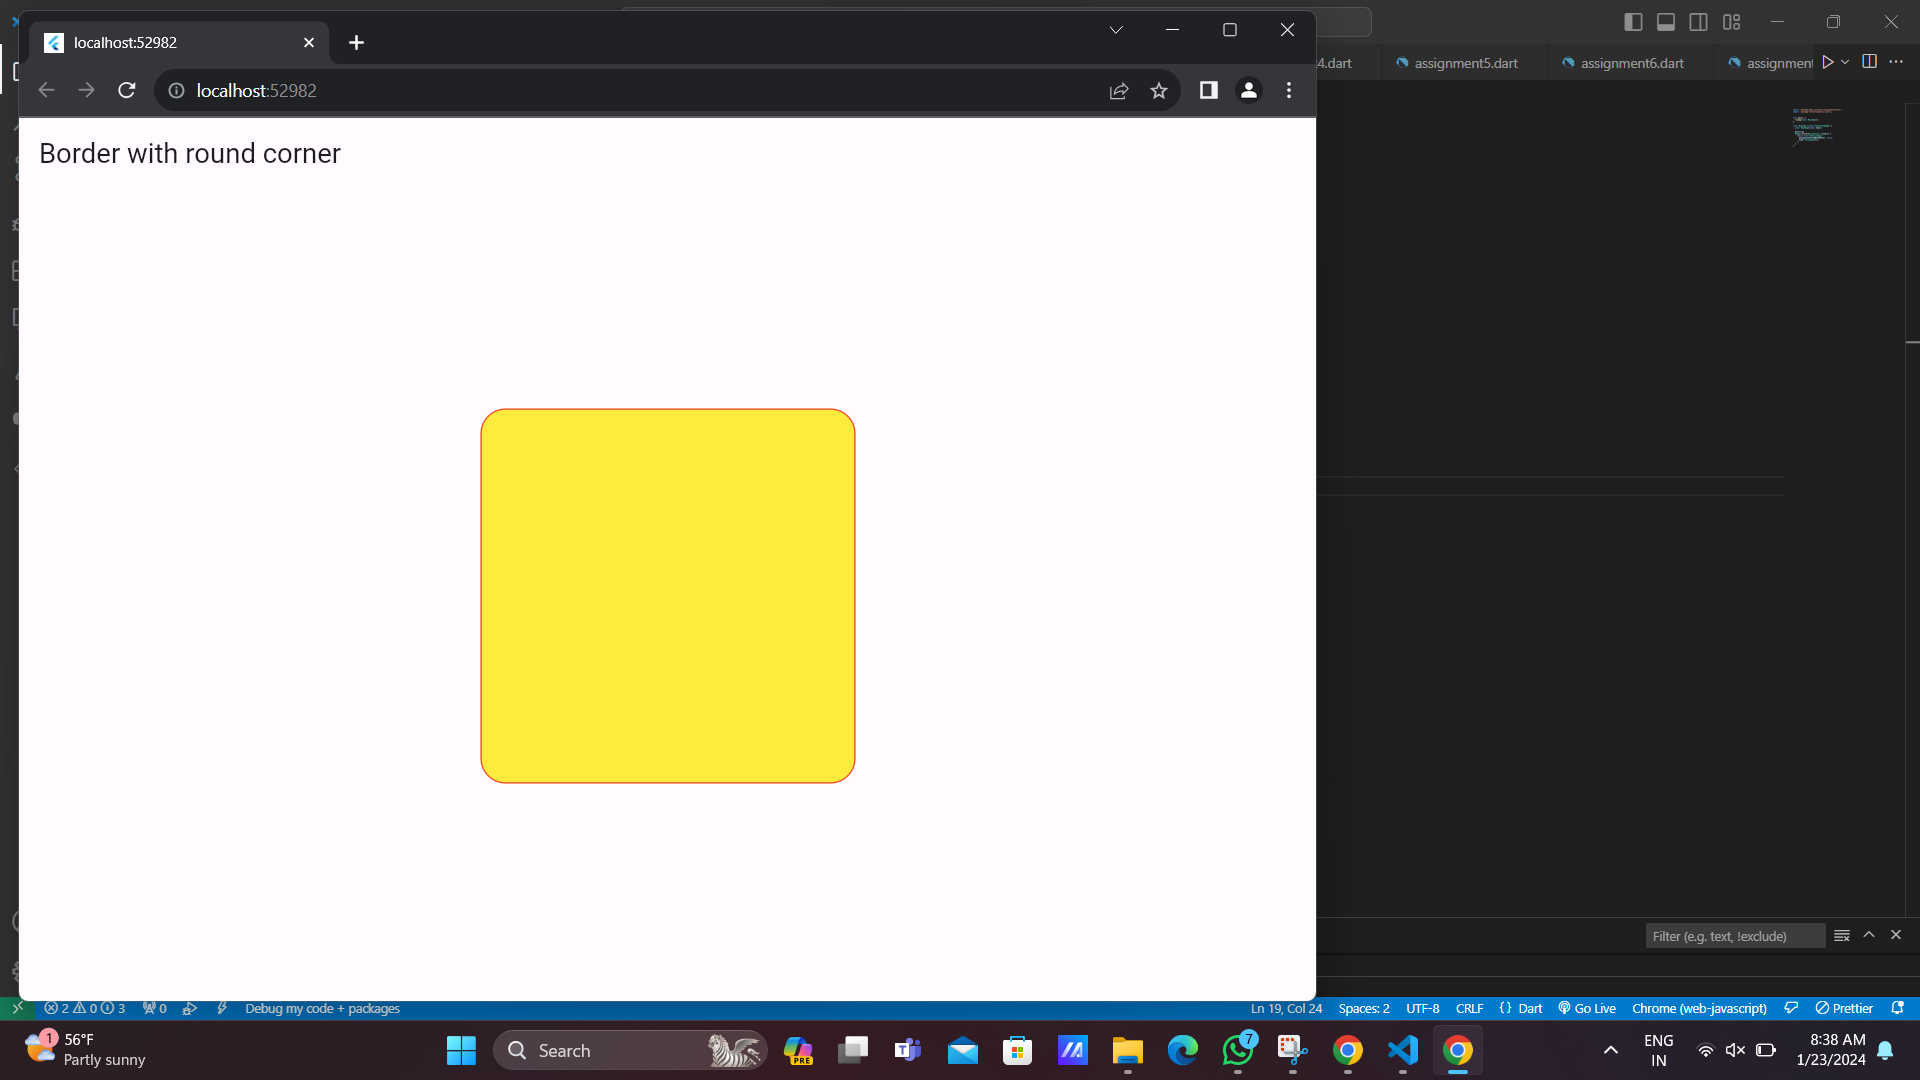 localhost:52982
localhost:52982
4.dart
assignment5.dart
assignment6.dart
assignment
Border with round corner
Filter (e.g. text, !exclude)
2 0 3
0
Debug my code + packages
Ln 19, Col 24
Spaces: 2
UTF-8
CRLF
{ } Dart
Go Live
Chrome (web-javascript)
Prettier
1
56°F
Partly sunny
Search
PRE
T
7
ENG
IN
8:38 AM
1/23/2024